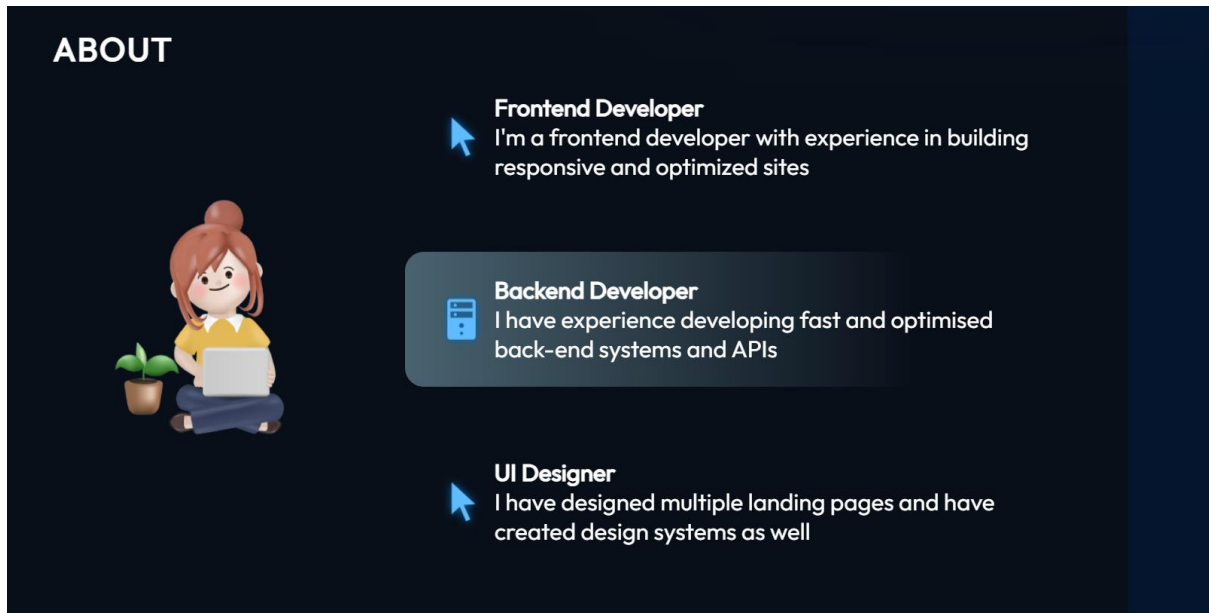 ABOUT
Frontend Developer
I'm a frontend developer with experience in building
responsive and optimized sites
Backend Developer
I have experience developing fast and optimised
back-end systems and APIs
UI Designer
I have designed multiple landing pages and have
created design systems as well